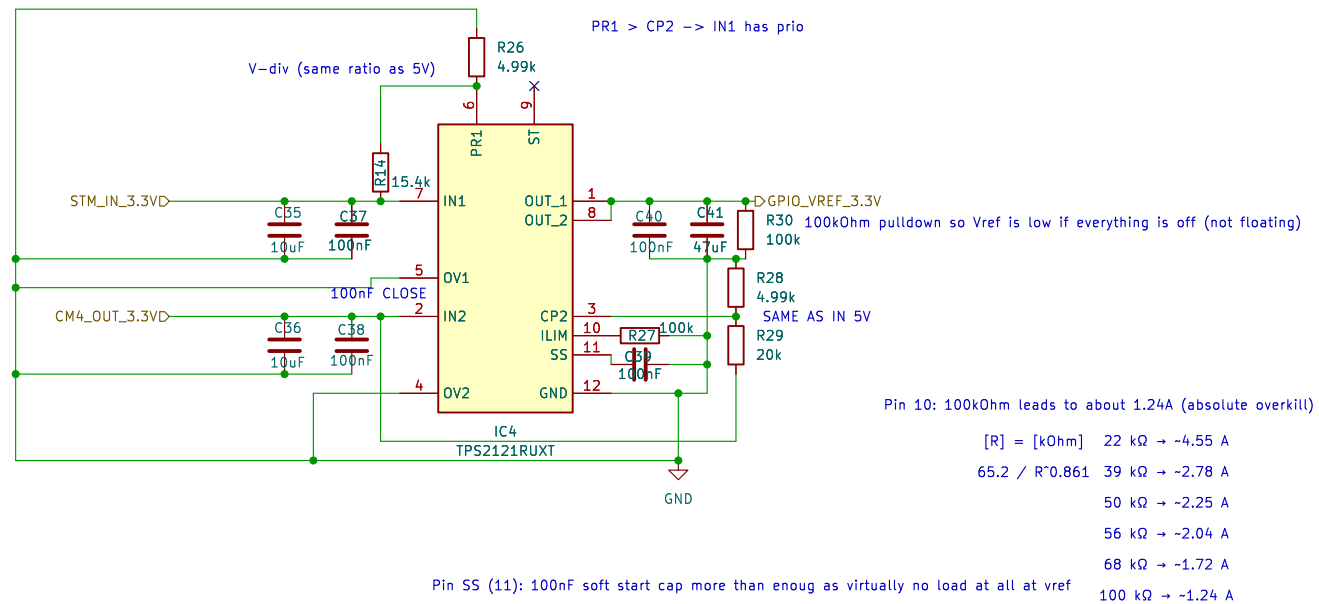 PR1 > CP2 -> IN1 has prio
R26
4.99k
V-div (same ratio as 5V)
6
9
PR1
ST
R14
15.4k
STM_IN_3.3V
7
IN1
OUT_1
1
GPIO_VREF_3.3V
OUT_2
8
C35
10uF
C37
100nF
C40
100nF
C41
47uF
R30
100k
100kOhm pulldown so Vref is low if everything is off (not floating)
5
OV1
100nF CLOSE
R28
4.99k
CM4_OUT_3.3V
2
IN2
CP2
3
SAME AS IN 5V
C36
10uF
C38
100nF
ILIM
10
R27
100k
R29
20k
SS
11
C39
100nF
4
OV2
GND
12
IC4
TPS2121RUXT
GND
Pin 10: 100kOhm leads to about 1.24A (absolute overkill)
[R] = [kOhm]
22 kΩ → ~4.55 A
65.2 / R^0.861
39 kΩ → ~2.78 A
50 kΩ → ~2.25 A
56 kΩ → ~2.04 A
68 kΩ → ~1.72 A
100 kΩ → ~1.24 A
Pin SS (11): 100nF soft start cap more than enoug as virtually no load at all at vref